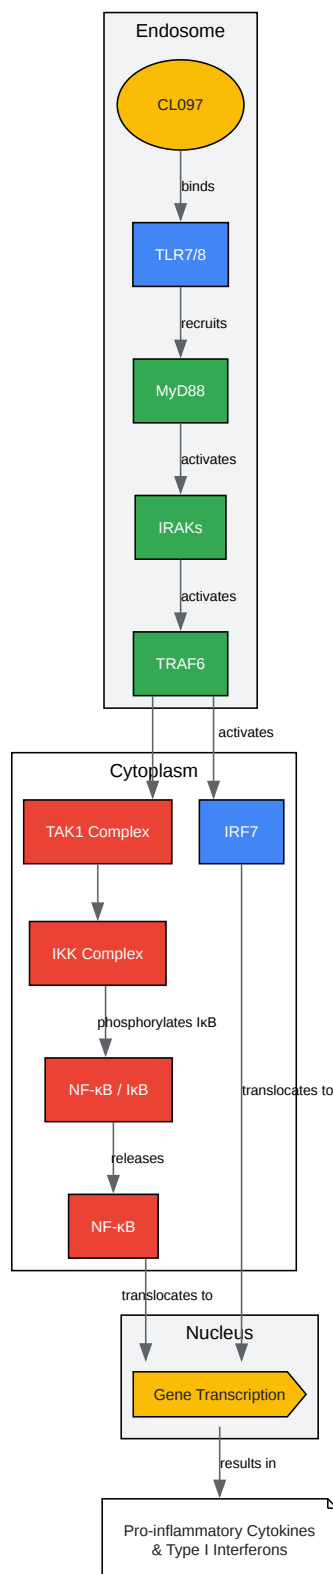 Endosome
CL097
binds
TLR7/8
recruits
MyD88
activates
IRAKs
activates
TRAF6
activates
Cytoplasm
TAK1 Complex
IRF7
IKK Complex
phosphorylates IκB
NF-κB / IκB
translocates to
releases
NF-κB
translocates to
Nucleus
Gene Transcription
results in
Pro-inflammatory Cytokines
& Type I Interferons